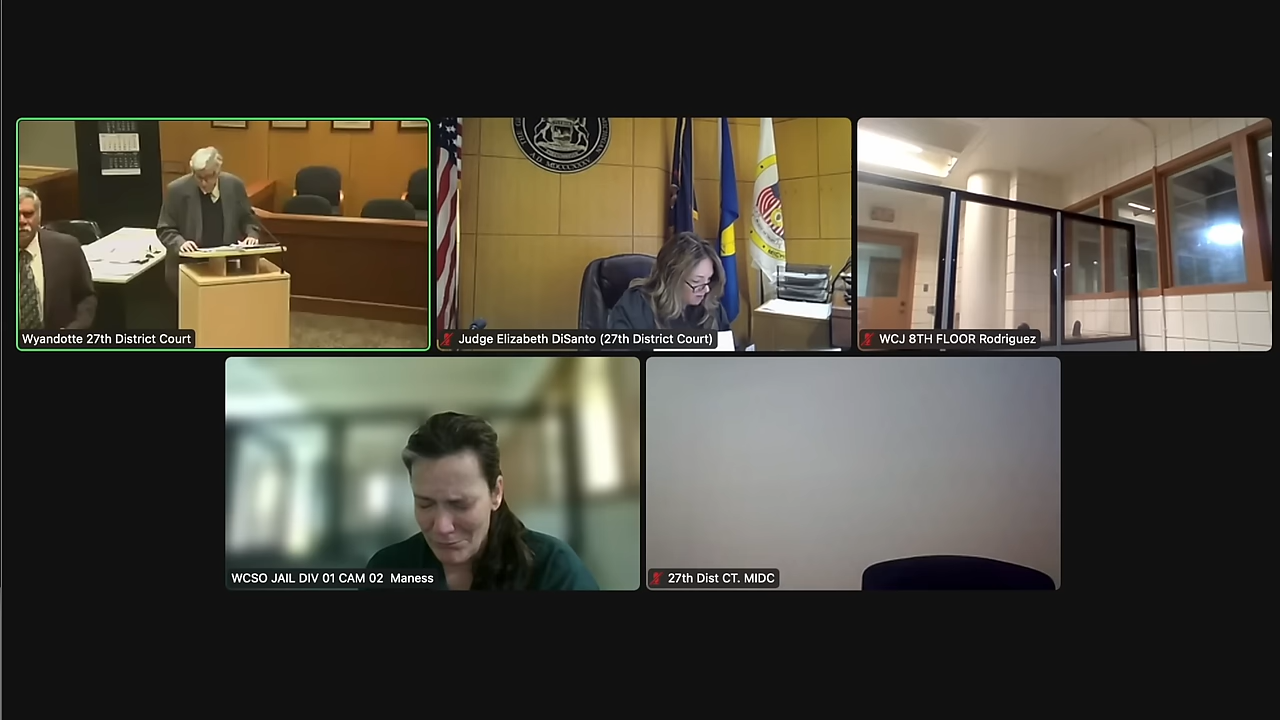 Wyandotte 27th District Court
Judge Elizabeth DiSanto (27th District Court)
WCJ 8TH FLOOR Rodriguez
WCSO JAIL DIV 01 CAM 02 Maness
27th Dist CT. MIDC